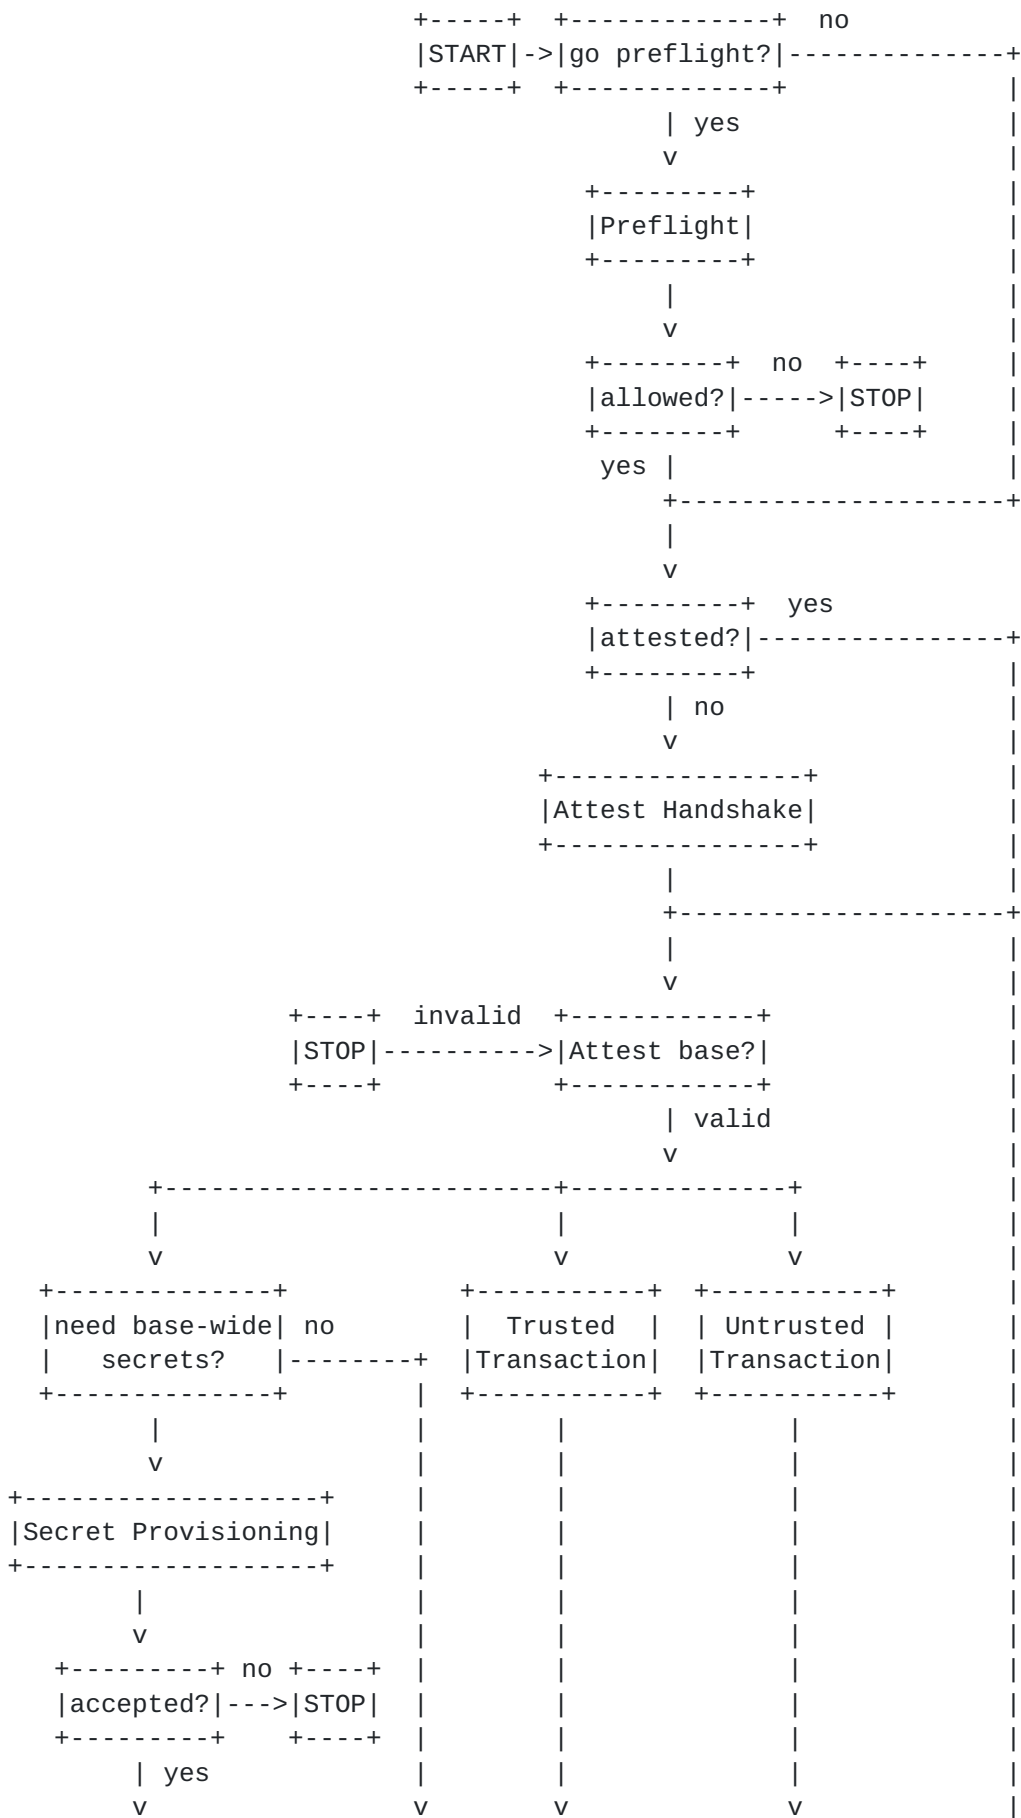 +-----+  +-------------+  no
|START|->|go preflight?|--------------+
+-----+  +-------------+              |
| yes                      |
v                     |
+---------+                |
|Preflight|                |
+---------+                |
|                     |
v                     |
+--------+  no  +----+     |
|allowed?|----->|STOP|     |
+--------+      +----+     |
yes |                     |
+---------------------+
|
v
+---------+  yes
|attested?|----------------+
+---------+                |
| no                  |
v                     |
+----------------+            |
|Attest Handshake|            |
+----------------+            |
|                     |
+---------------------+
|                     |
v                     |
+----+  invalid  +------------+               |
|STOP|---------->|Attest base?|               |
+----+           +------------+               |
| valid               |
v                     |
+-------------------------+--------------+             |
|                         |              |             |
v                         v              v             |
+--------------+           +-----------+  +-----------+       |
|need base-wide| no        |  Trusted  |  | Untrusted |       |
|   secrets?   |--------+  |Transaction|  |Transaction|       |
+--------------+        |  +-----------+  +-----------+       |
|                |        |              |             |
v                |        |              |             |
+-------------------+     |        |              |             |
|Secret Provisioning|     |        |              |             |
+-------------------+     |        |              |             |
|                 |        |              |             |
v                 |        |              |             |
+---------+ no +----+  |        |              |             |
|accepted?|--->|STOP|  |        |              |             |
+---------+    +----+  |        |              |             |
| yes             |        |              |             |
v                 v        v              v             |